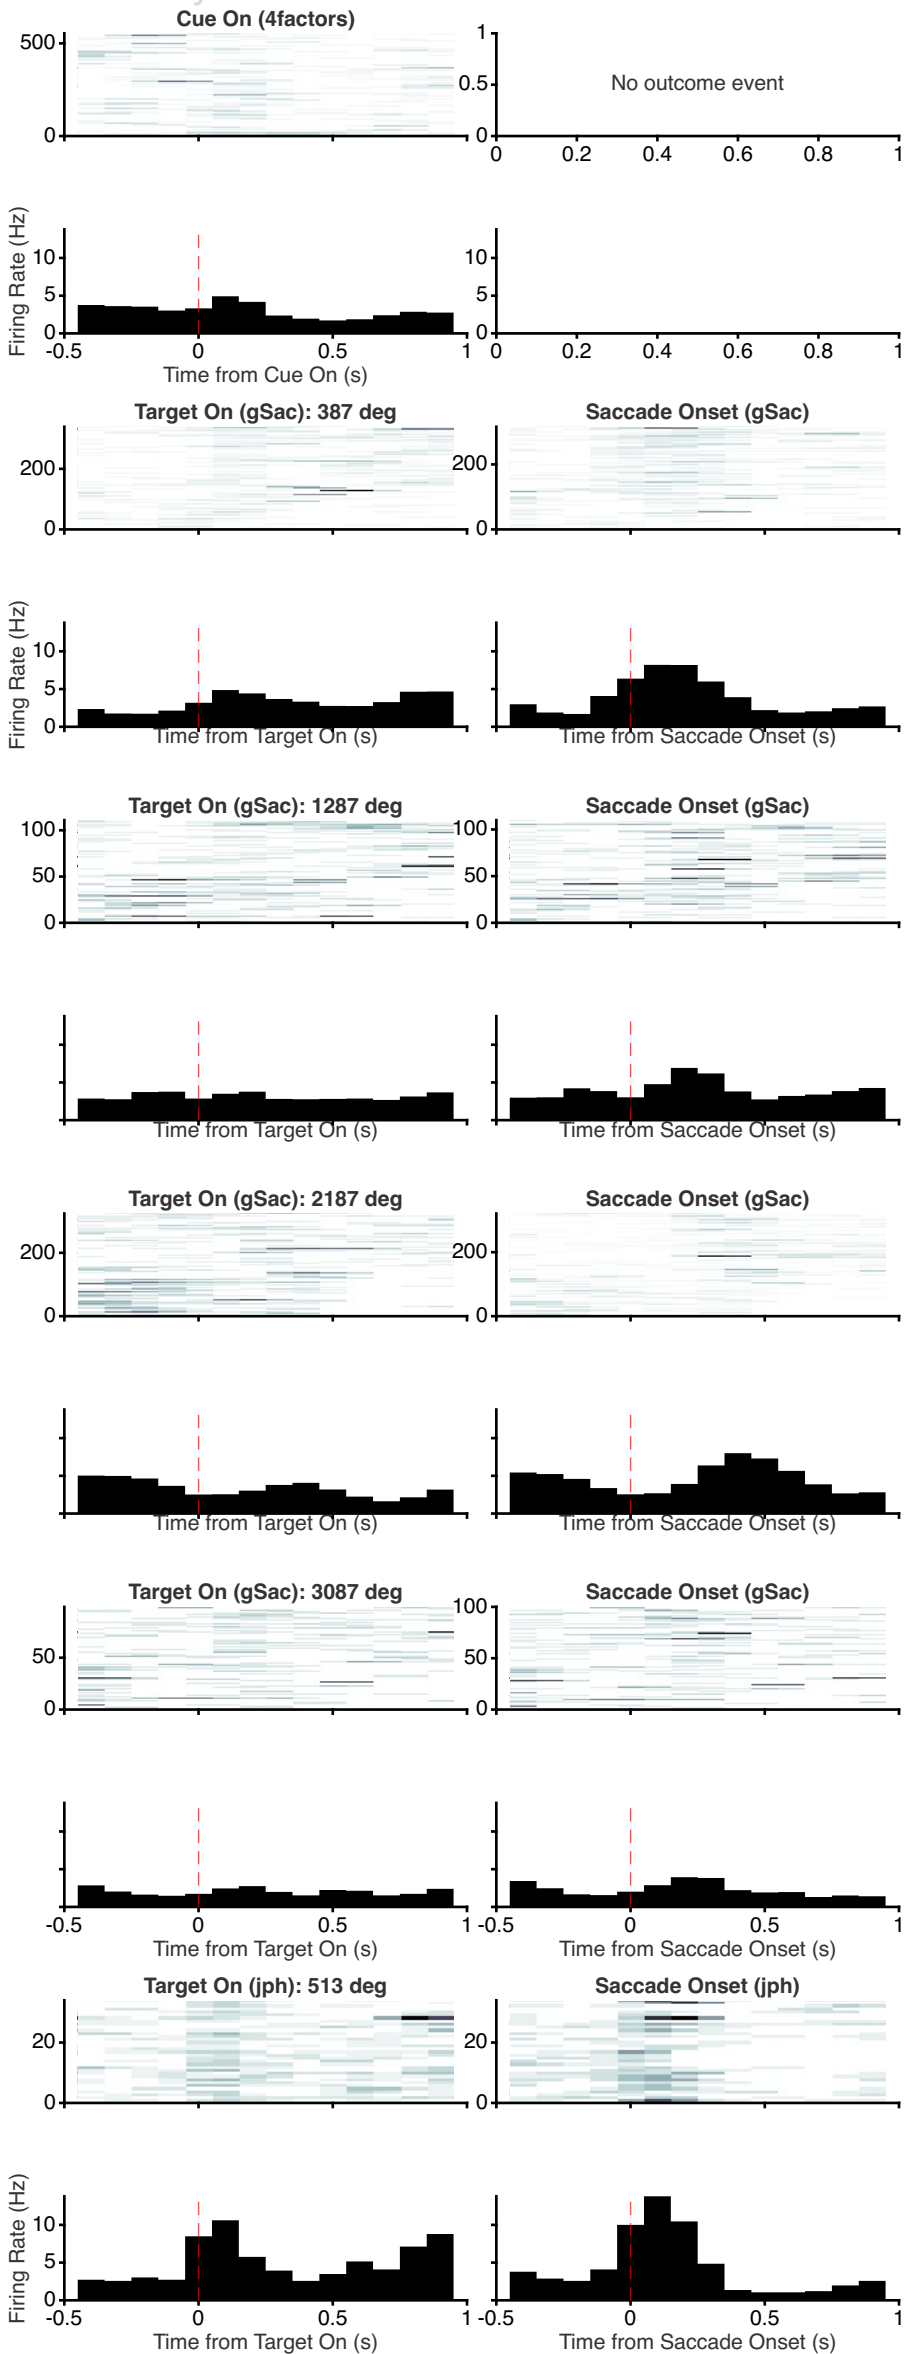 Cue On (4factors)
500
0
1
0.5
0
No outcome event
0 0.2 0.4 0.6 0.8 1
Firing Rate (Hz)
10
5
0
-0.5 0 0.5 1
Time from Cue On (s)
10
5
0
0 0.2 0.4 0.6 0.8 1
Target On (gSac): 387 deg
200
0
Saccade Onset (gSac)
200
0
Firing Rate (Hz)
10
5
0
Time from Target On (s)
Time from Saccade Onset (s)
Target On (gSac): 1287 deg
100
50
0
Saccade Onset (gSac)
100
50
0
Time from Target On (s)
Time from Saccade Onset (s)
Target On (gSac): 2187 deg
200
0
Saccade Onset (gSac)
200
0
Time from Target On (s)
Time from Saccade Onset (s)
Target On (gSac): 3087 deg
50
0
Saccade Onset (gSac)
100
50
0
-0.5 0 0.5 1
Time from Target On (s)
-0.5 0 0.5 1
Time from Saccade Onset (s)
Target On (jph): 513 deg
20
0
Saccade Onset (jph)
20
0
Firing Rate (Hz)
10
5
0
-0.5 0 0.5 1
Time from Target On (s)
-0.5 0 0.5 1
Time from Saccade Onset (s)